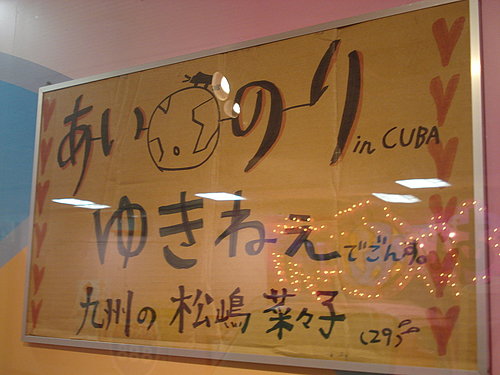 あいのり in CUBA
ゆきねえでごんす。
九州の松嶋菜々子(29)